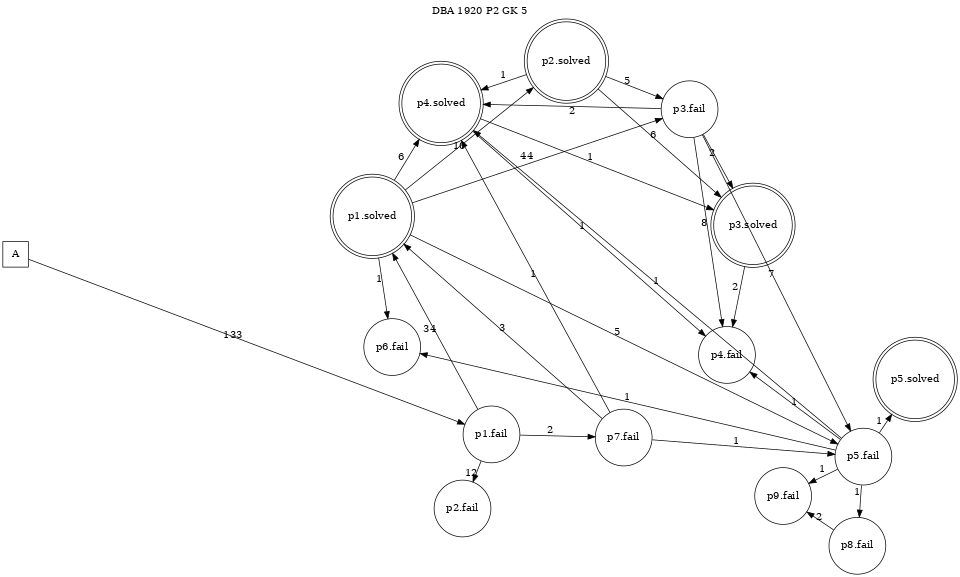 DBA 1920 P2 GK 5
p2.solved
1
5
p4.solved
p3.fail
2
6
6
44
1
2
p1.solved
p3.solved
8
1
A
7
1
1
2
3
34
1
133
5
p6.fail
p4.fail
p5.solved
1
1
1
2
p1.fail
p7.fail
1
p5.fail
12
1
1
p9.fail
p2.fail
2
p8.fail